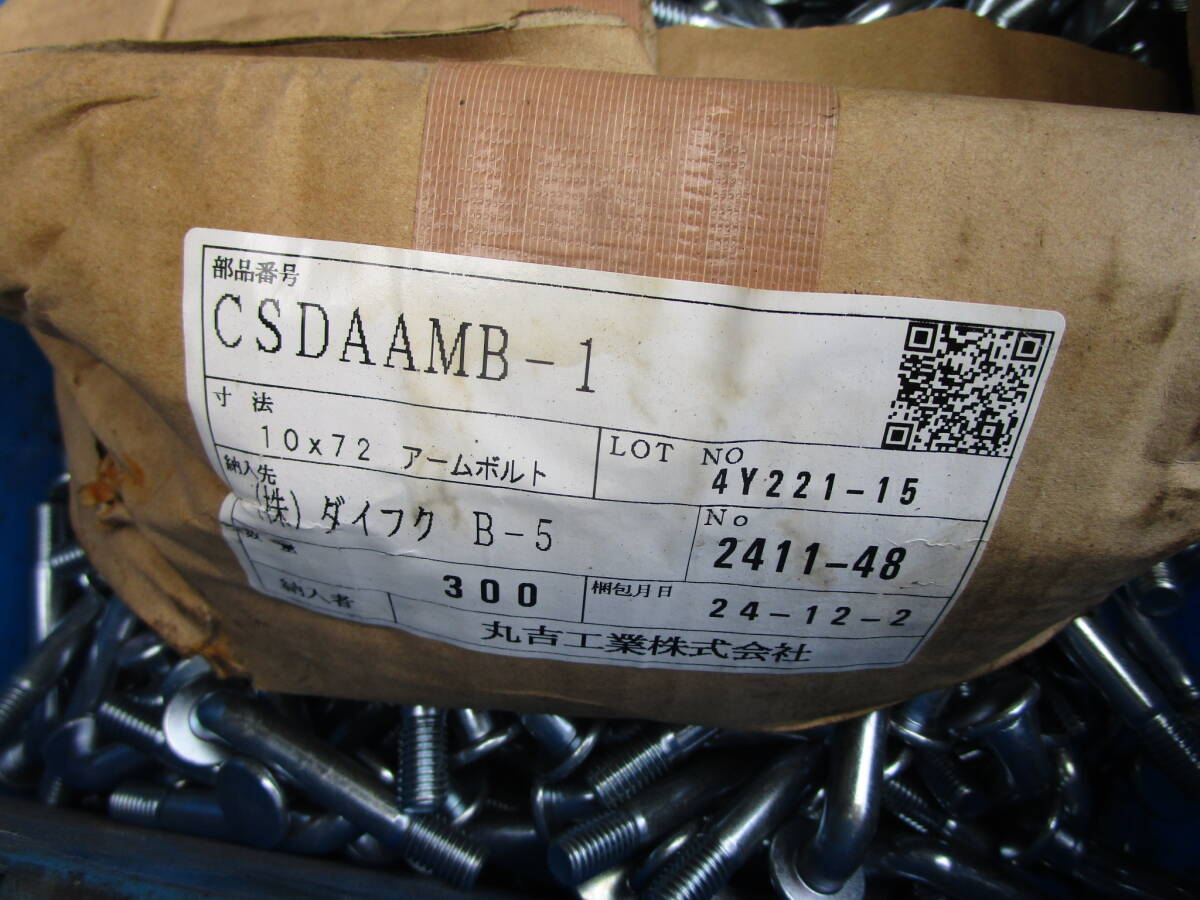 部品番号
CSDAAMB-1
寸法
10x72 アームボルト
LOT NO
4Y221-15
納入先
(株)ダイフク B-5
No
2411-48
数量
300
梱包月日
24-12-2
納入者
丸吉工業株式会社